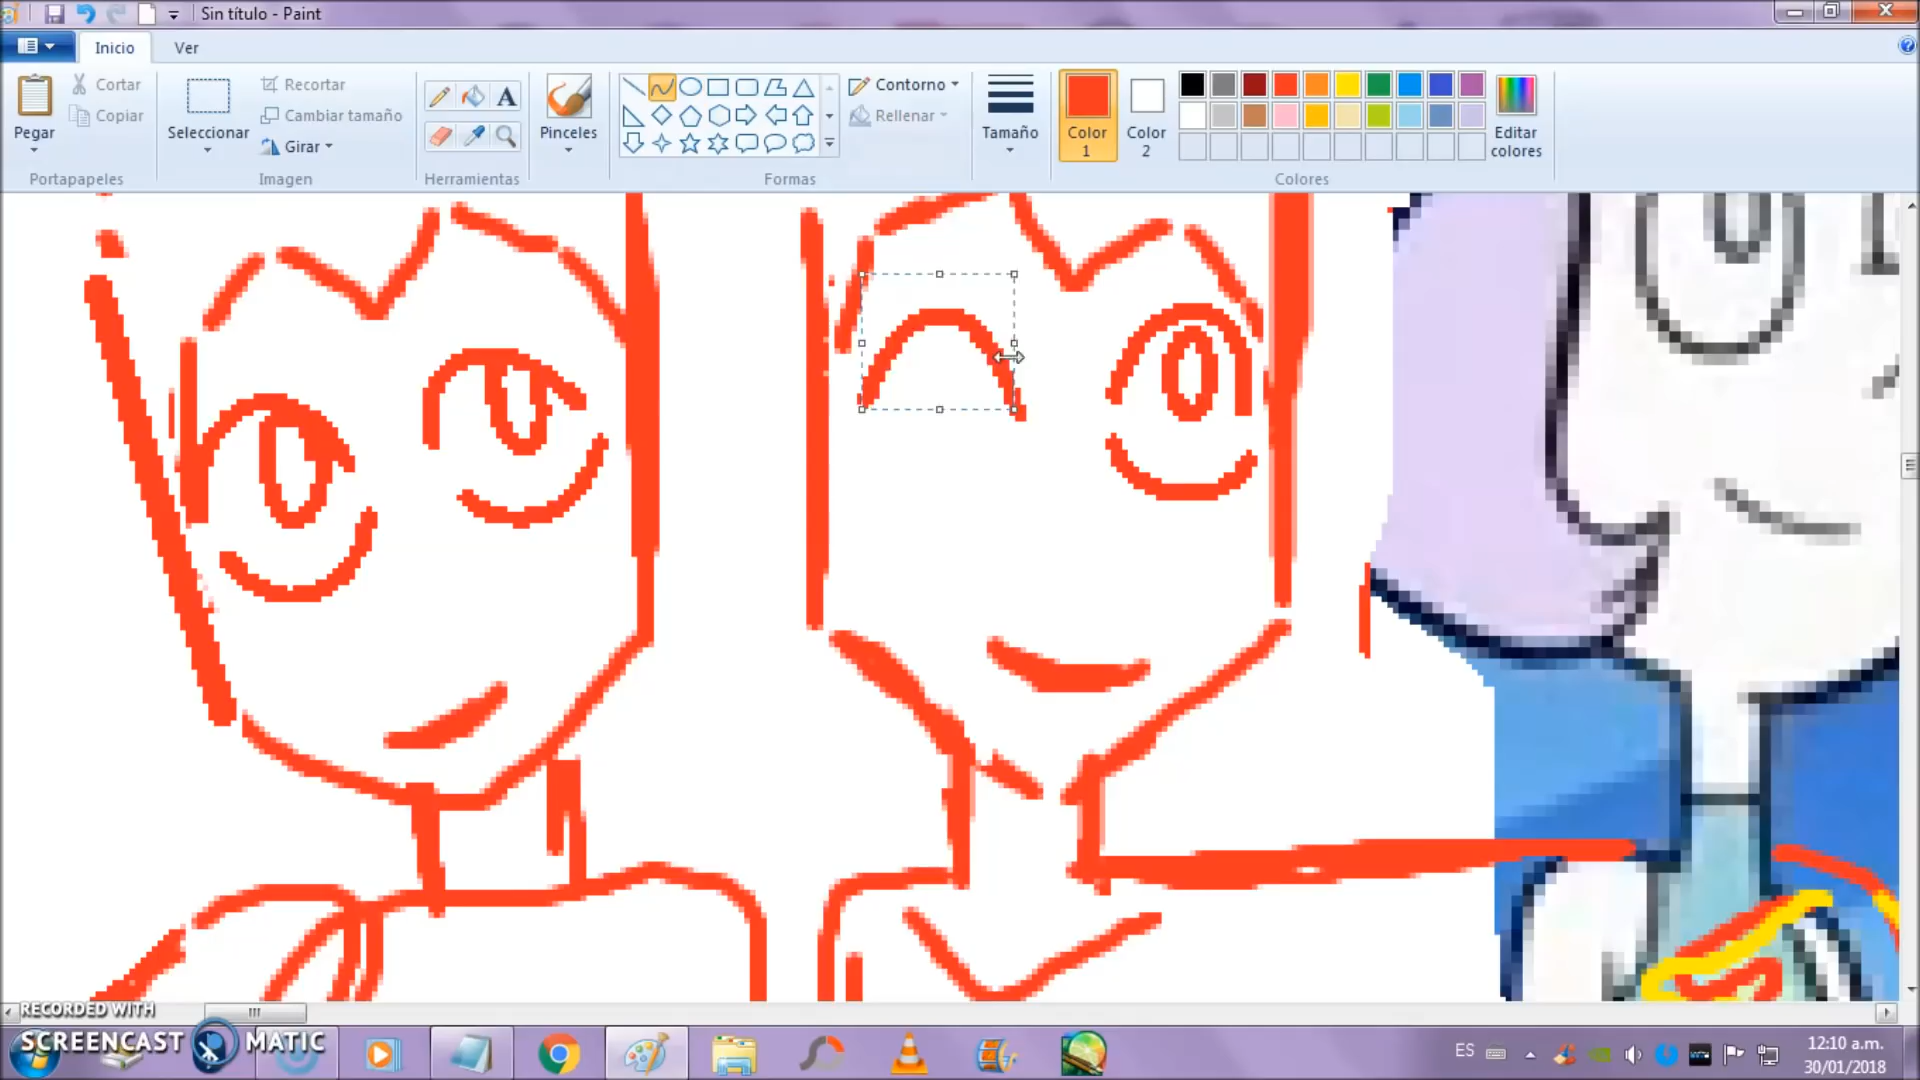 Sin título - Paint
Inicio Ver
Pegar
Cortar
Copiar
Portapapeles
Seleccionar
Recortar
Cambiar tamaño
Girar
Imagen
A
Herramientas
Pinceles
Formas
Contorno
Rellenar
Tamaño
Color
1
Color
2
Editar
colores
Colores
RECORDED WITH
SCREENCAST MATIC
ES
12:10 a.m.
30/01/2018